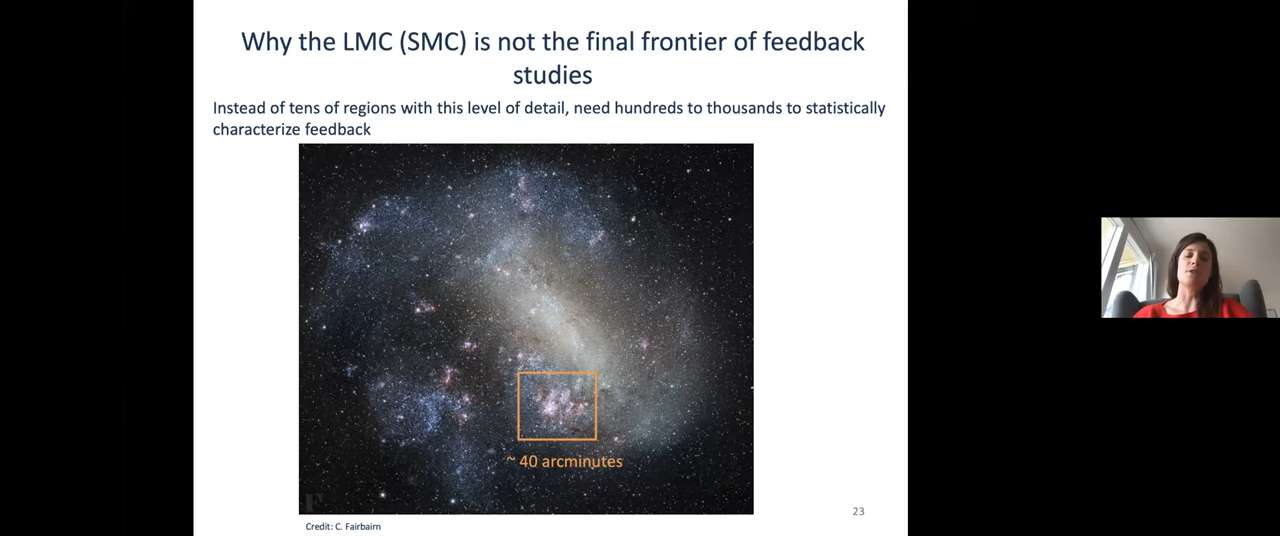 Why the LMC (SMC) is not the final frontier of feedback
studies
Instead of tens of regions with this level of detail, need hundreds to thousands to statistically
characterize feedback
~ 40 arcminutes
F
23
Credit: C. Fairbairn